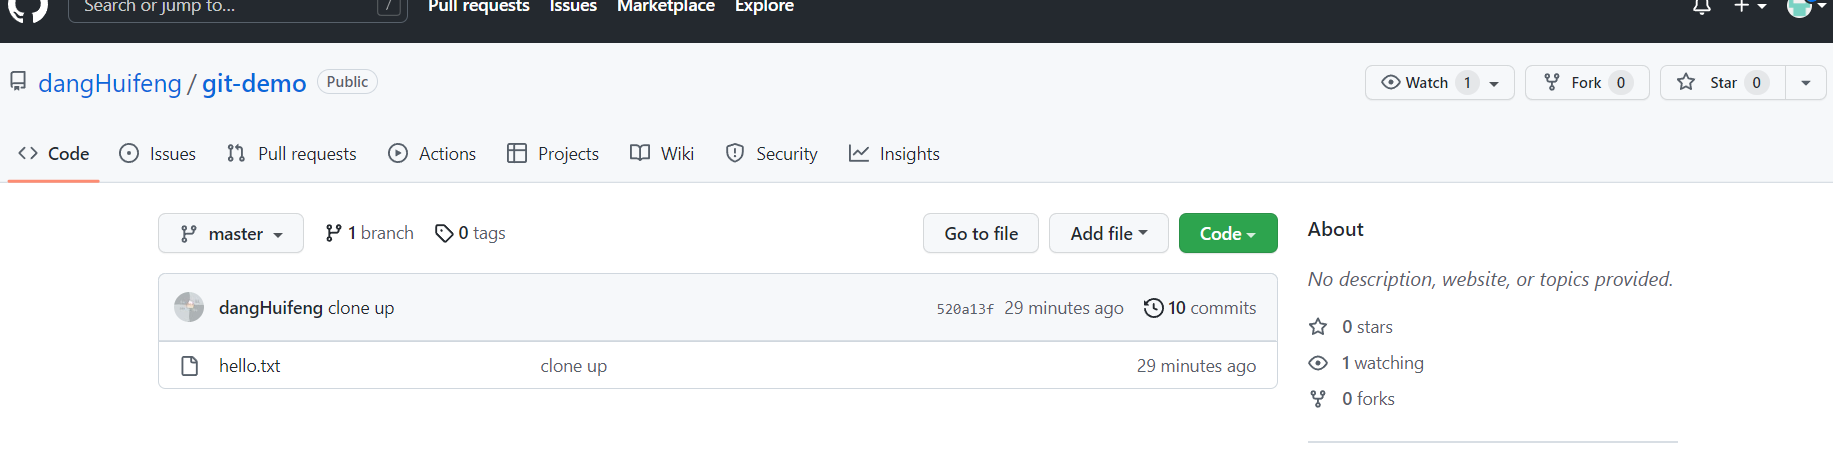 Search or jump to... / Pull requests Issues Marketplace Explore
dangHuifeng / git-demo Public Watch 1 Fork 0 Star 0
Code Issues Pull requests Actions Projects Wiki Security Insights
master 1 branch 0 tags Go to file Add file Code
About
No description, website, or topics provided.
dangHuifeng clone up 520a13f 29 minutes ago 10 commits
0 stars
hello.txt clone up 29 minutes ago
1 watching
0 forks